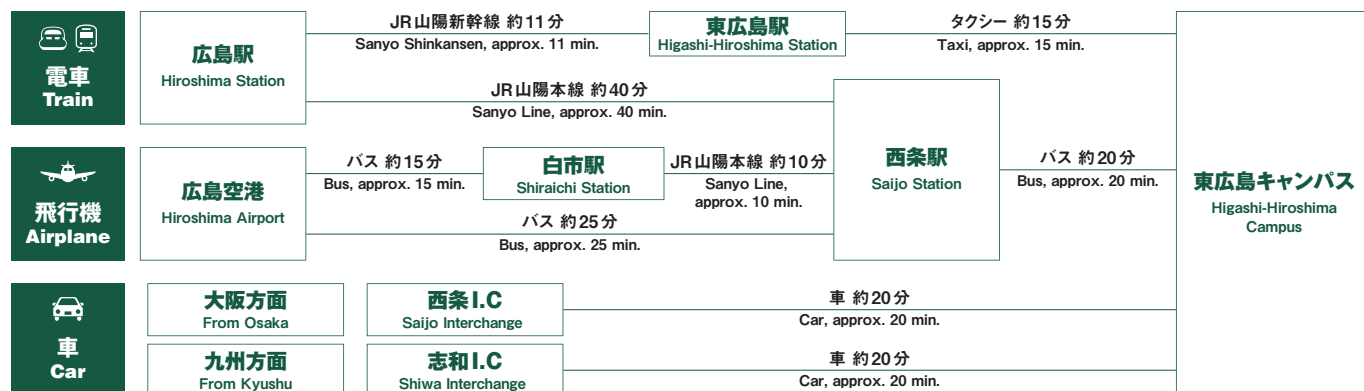 電車
Train
広島駅
Hiroshima Station
JR山陽新幹線 約11分
Sanyo Shinkansen, approx. 11 min.
東広島駅
Higashi-Hiroshima Station
タクシー 約15分
Taxi, approx. 15 min.
JR山陽本線 約40分
Sanyo Line, approx. 40 min.
飛行機
Airplane
広島空港
Hiroshima Airport
バス 約15分
Bus, approx. 15 min.
白市駅
Shiraichi Station
JR山陽本線 約10分
Sanyo Line,
approx. 10 min.
バス 約25分
Bus, approx. 25 min.
西条駅
Saijo Station
バス 約20分
Bus, approx. 20 min.
東広島キャンパス
Higashi-Hiroshima
Campus
車
Car
大阪方面
From Osaka
西条I.C
Saijo Interchange
車 約20分
Car, approx. 20 min.
九州方面
From Kyushu
志和I.C
Shiwa Interchange
車 約20分
Car, approx. 20 min.